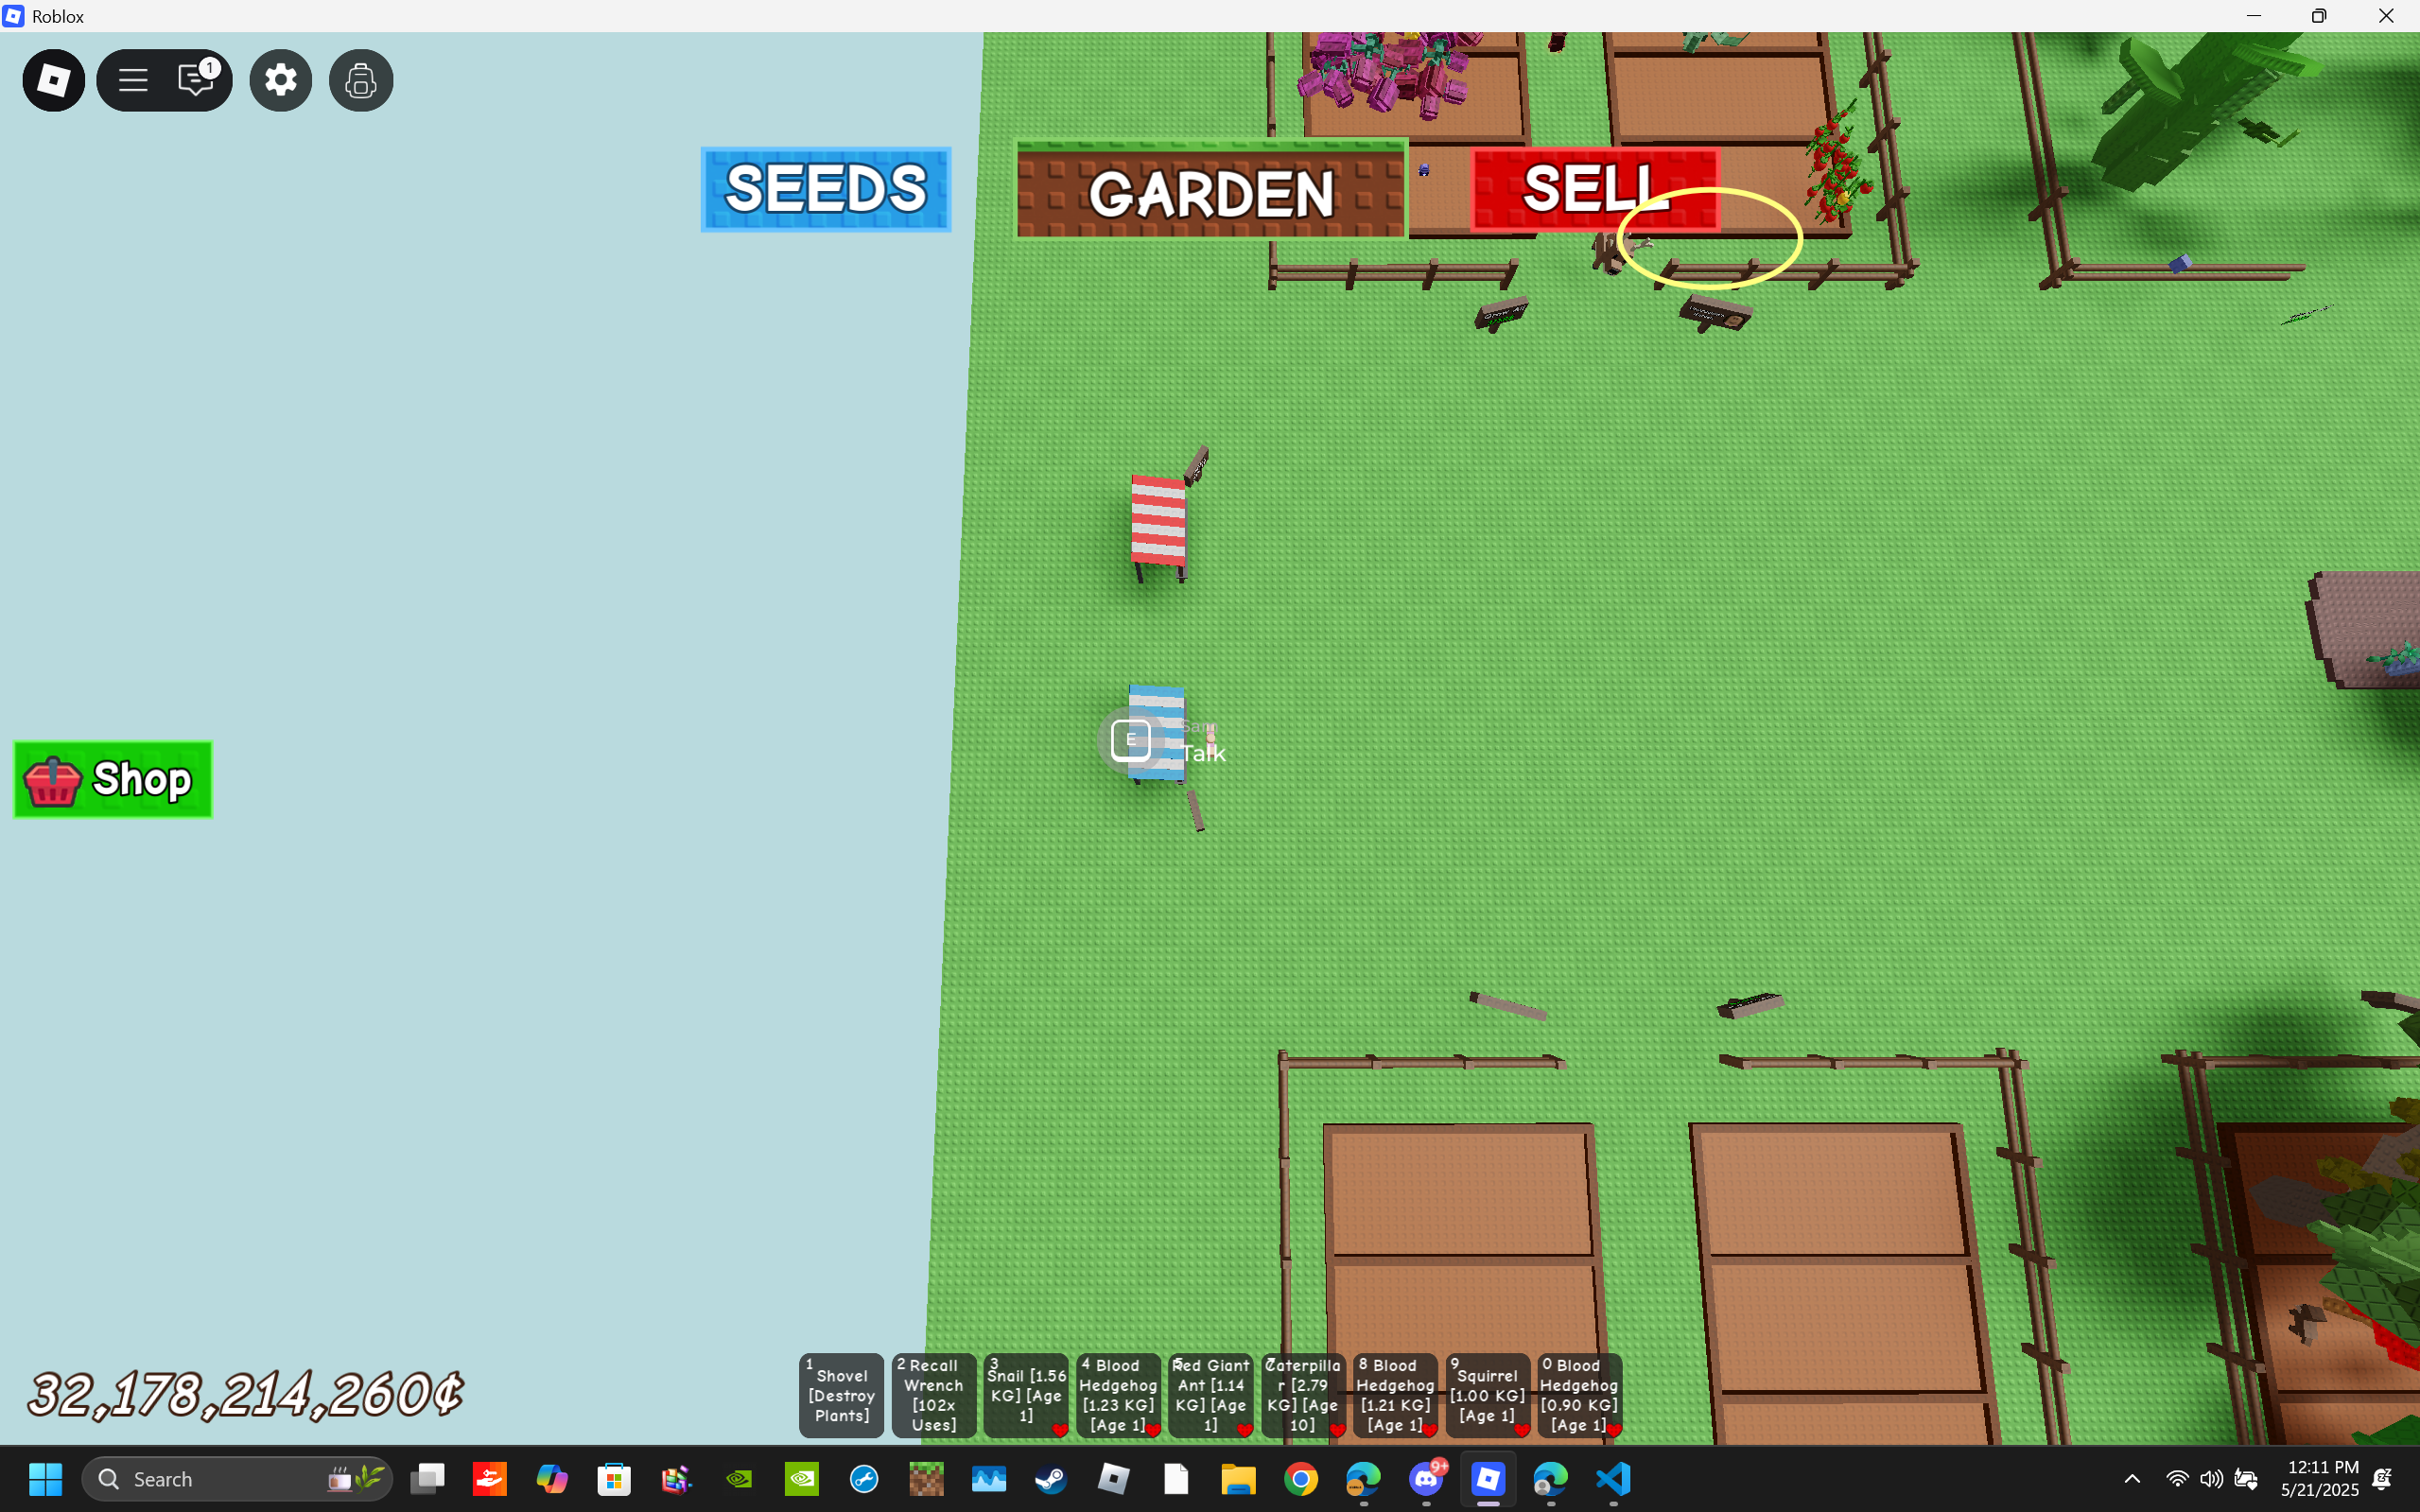 Roblox
1
SEEDS
GARDEN
SELL
E
Talk
Shop
32,178,214,260¢
1
Shovel
[Destroy
Plants]
2
Recall
Wrench
[102x
Uses]
3
Snail [1.56
KG] [Age
1]
4
Blood
Hedgehog
[1.23 KG]
[Age 1]
5
Red Giant
Ant [1.14
KG] [Age
1]
7
Caterpilla
r [2.79
KG] [Age
10]
8
Blood
Hedgehog
[1.21 KG]
[Age 1]
9
Squirrel
[1.00 KG]
[Age 1]
0
Blood
Hedgehog
[0.90 KG]
[Age 1]
Search
9+
12:11 PM
5/21/2025